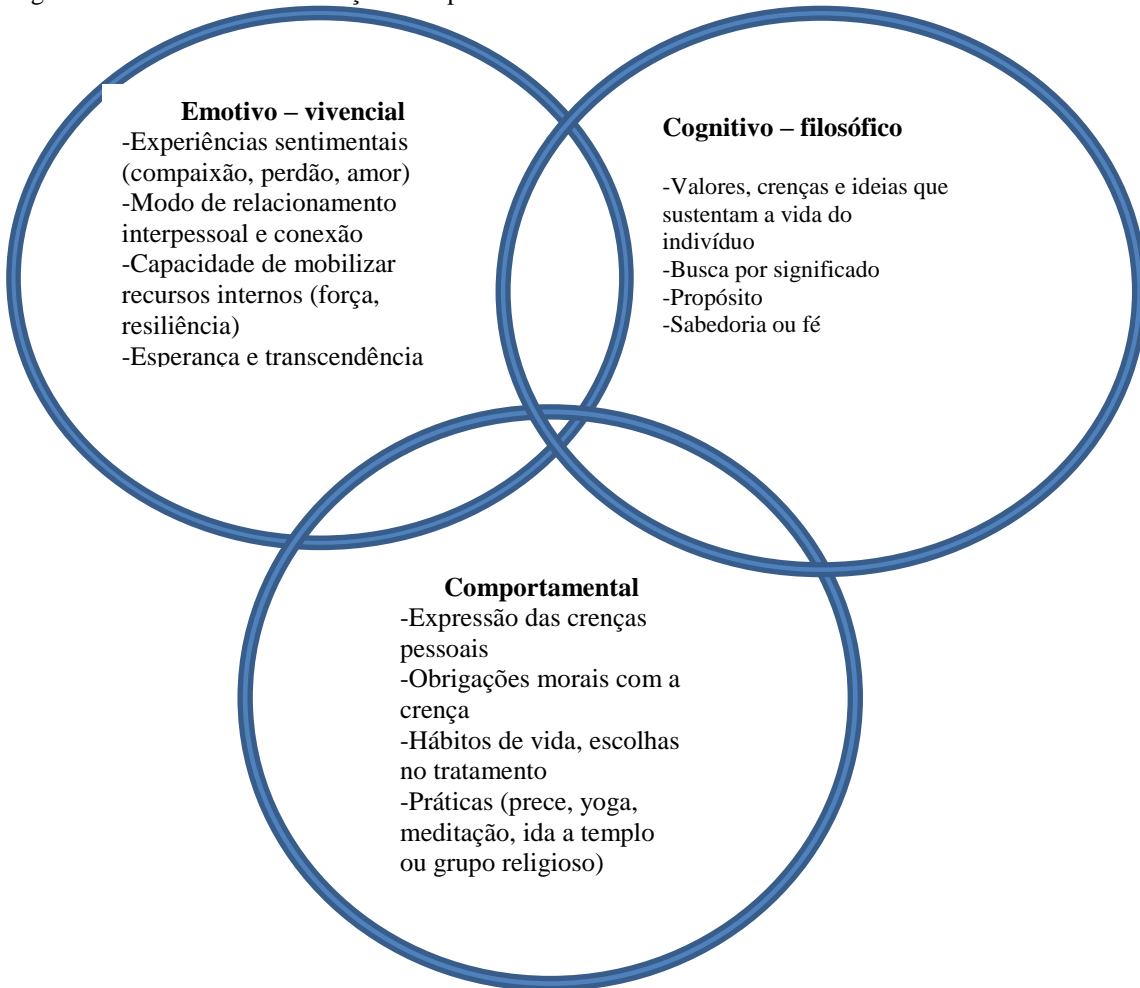 Emotivo – vivencial
-Experiências sentimentais
(compaixão, perdão, amor)
-Modo de relacionamento
interpessoal e conexão
-Capacidade de mobilizar
recursos internos (força,
resiliência)
-Esperança e transcendência
Cognitivo – filosófico
-Valores, crenças e ideias que
sustentam a vida do
indivíduo
-Busca por significado
-Propósito
-Sabedoria ou fé
Comportamental
-Expressão das crenças
pessoais
-Obrigações morais com a
crença
-Hábitos de vida, escolhas
no tratamento
-Práticas (prece, yoga,
meditação, ida a templo
ou grupo religioso)